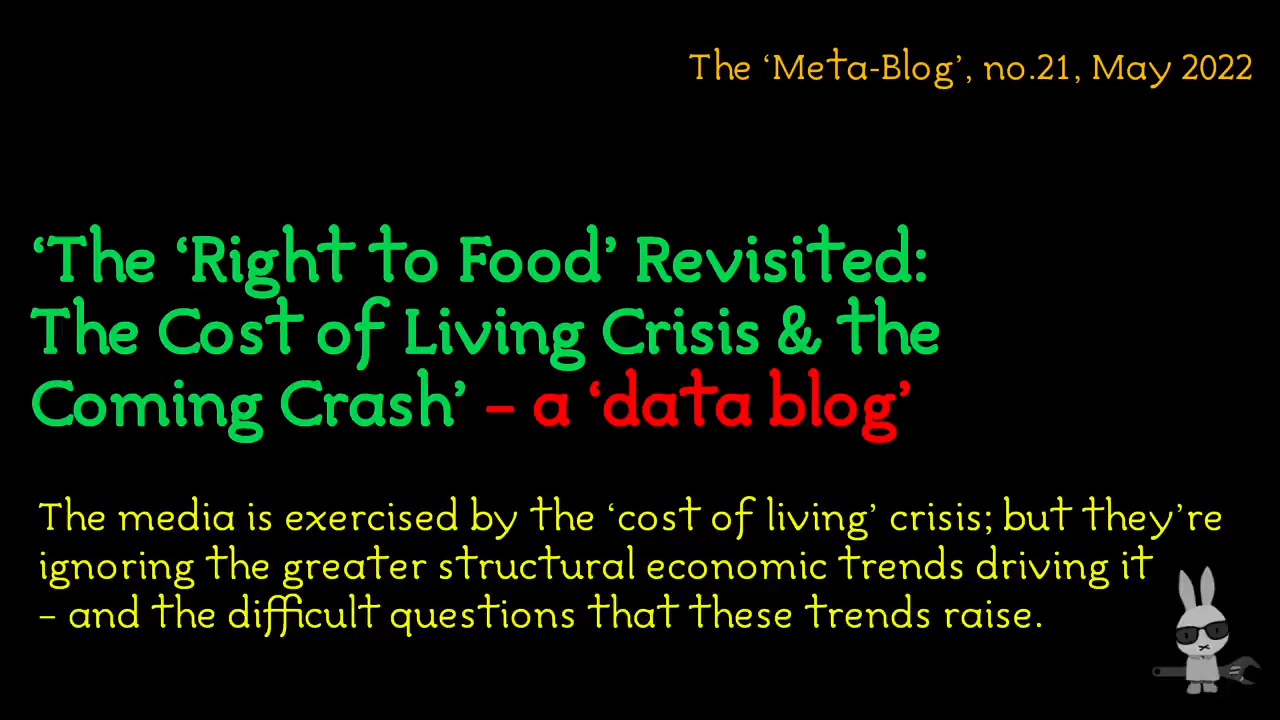 The ‘Meta-Blog’, no.21, May 2022
‘The ‘Right to Food’ Revisited:
The Cost of Living Crisis & the
Coming Crash’ – a ‘data blog’
The media is exercised by the ‘cost of living’ crisis; but they’re
ignoring the greater structural economic trends driving it
– and the difficult questions that these trends raise.